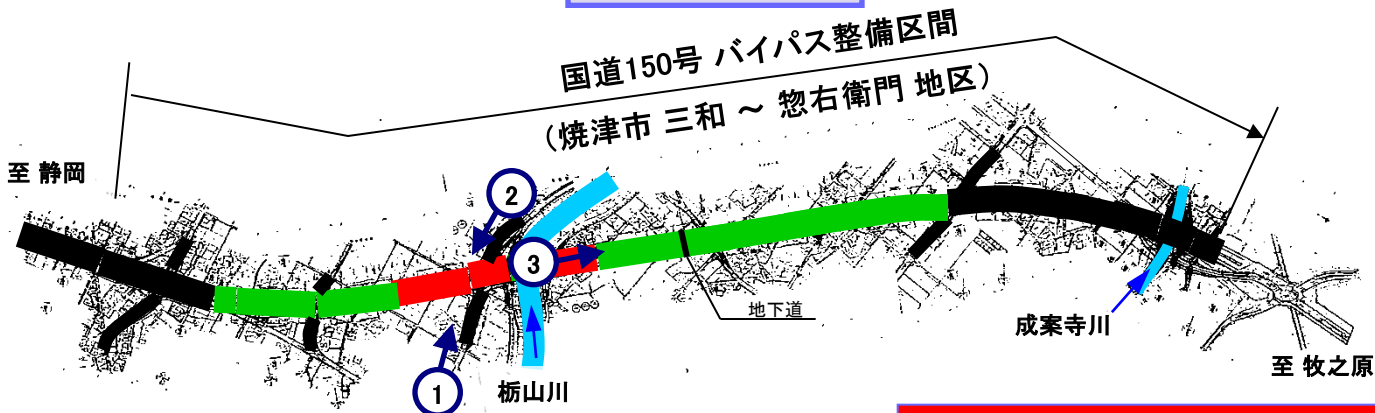 国道150号 バイパス整備区間
（焼津市 三和 ～ 惣右衛門 地区）
至 静岡
②
③
地下道
①
栃山川
成案寺川
至 牧之原